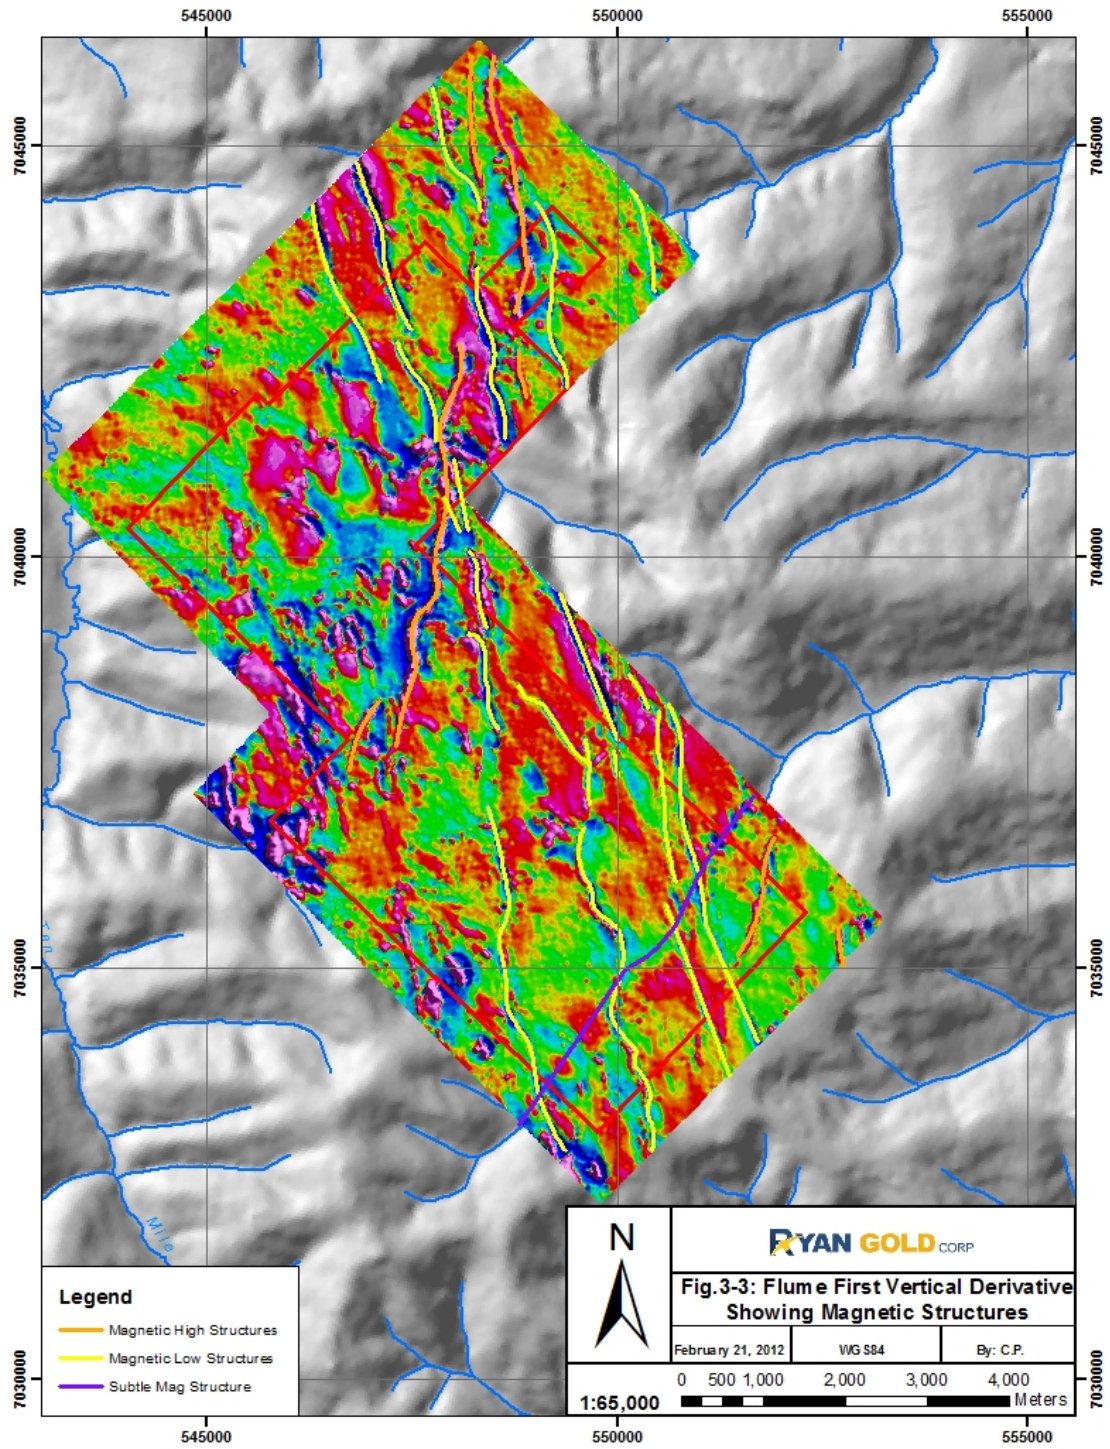 545000
550000
555000
7045000
7045000
7040000
7040000
7035000
7035000
7030000
Ten
Mile
Legend
Magnetic High Structures
Magnetic Low Structures
Subtle Mag Structure
N
RYAN GOLD CORP
Fig.3-3: Flume First Vertical Derivative
Showing Magnetic Structures
February 21, 2012
WGS84
By: C.P.
1:65,000
0 500 1,000 2,000 3,000 4,000
Meters
7030000
545000
550000
555000